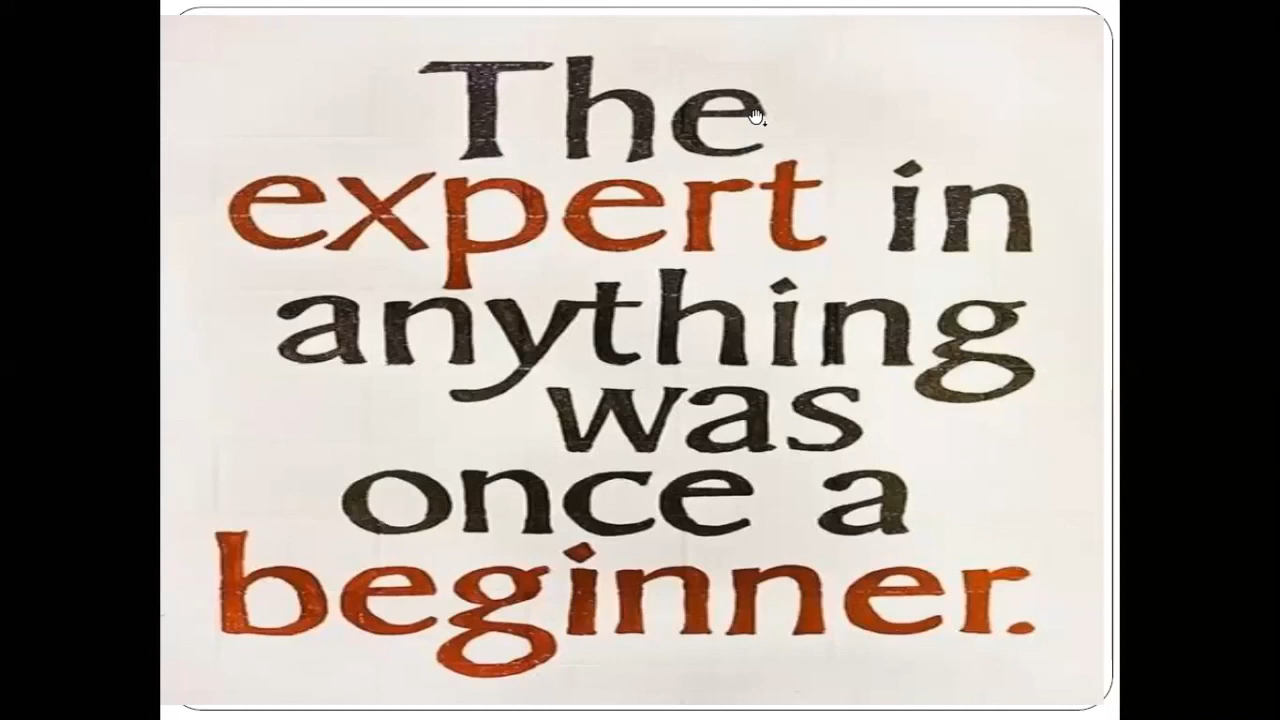 The
expert in
anything
was
once a
beginner.